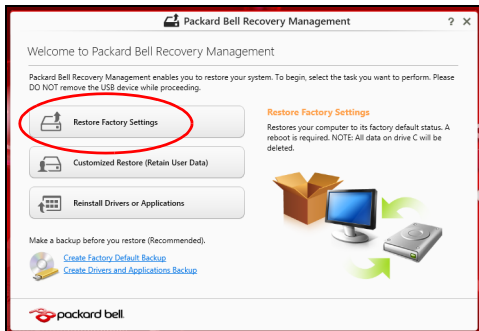 Packard Bell Recovery Management
? X
Welcome to Packard Bell Recovery Management
Packard Bell Recovery Management enables you to restore your system. To begin, select the task you want to perform. Please
DO NOT remove the USB device while proceeding.
Restore Factory Settings
Customized Restore (Retain User Data)
Reinstall Drivers or Applications
Restore Factory Settings
Restores your computer to its factory default status. A
reboot is required. NOTE: All data on drive C will be
deleted.
Make a backup before you restore (Recommended).
Create Factory Default Backup
Create Drivers and Applications Backup
packard bell